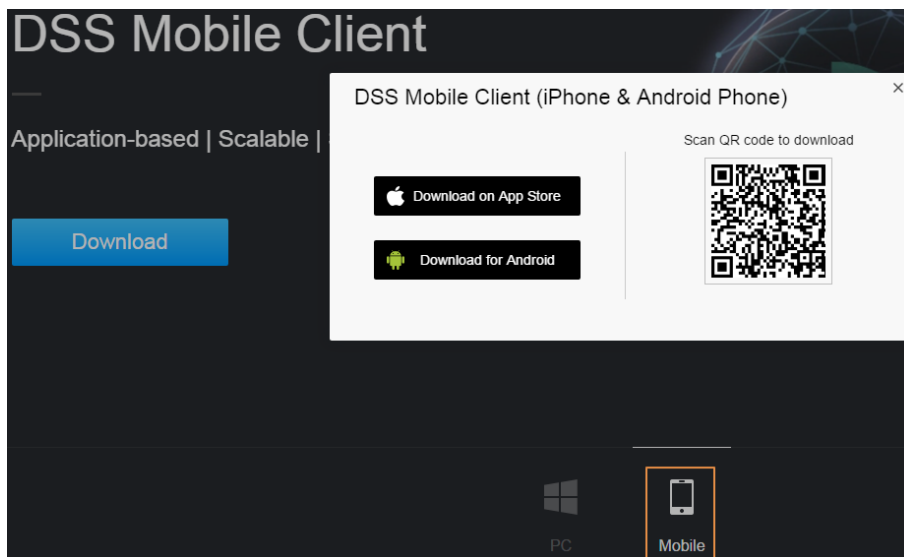 DSS Mobile Client
Application-based | Scalable |
Download
DSS Mobile Client (iPhone & Android Phone)
Download on App Store
Download for Android
Scan QR code to download
PC
Mobile